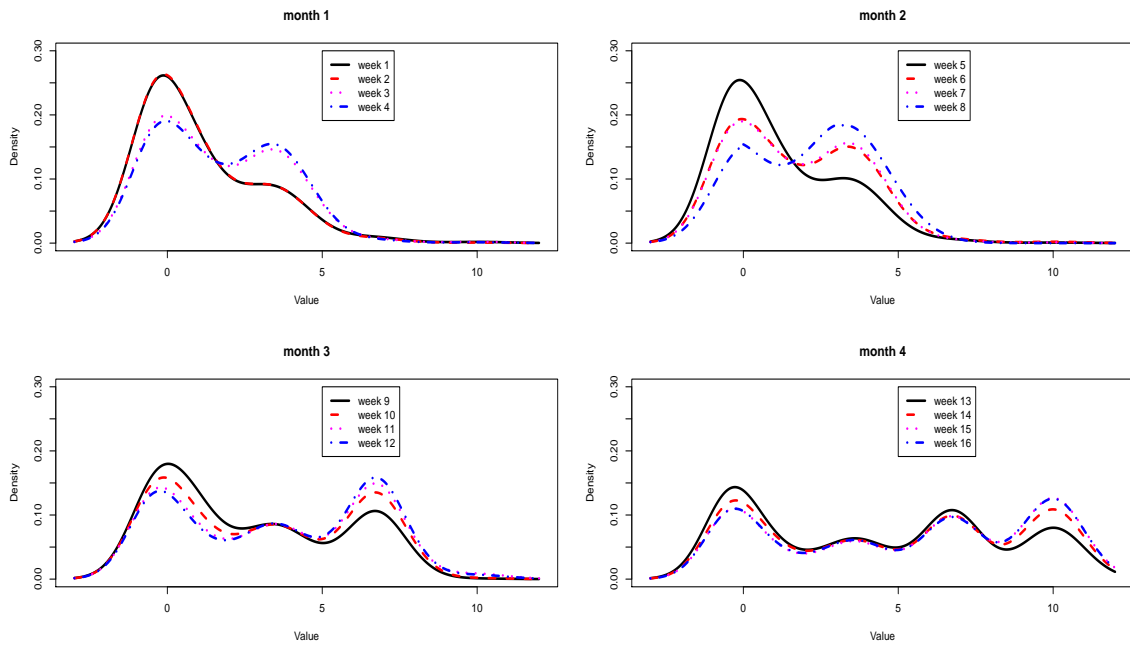 month 1
Density
0.00
0.10
0.20
0.30
week 1
week 2
week 3
week 4
0
5
10
Value
month 2
Density
0.00
0.10
0.20
0.30
week 5
week 6
week 7
week 8
0
5
10
Value
month 3
Density
0.00
0.10
0.20
0.30
week 9
week 10
week 11
week 12
0
5
10
Value
month 4
Density
0.00
0.10
0.20
0.30
week 13
week 14
week 15
week 16
0
5
10
Value